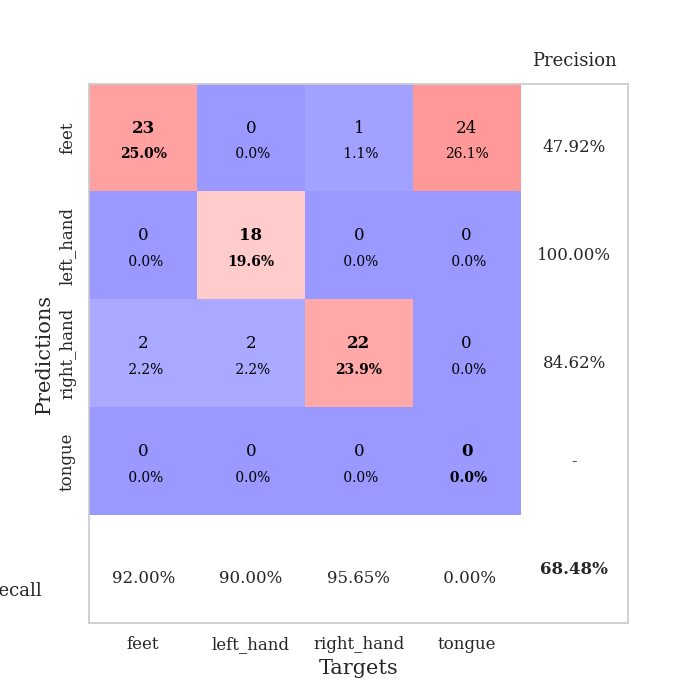 Precision
feet 23 0 1 24 47.92%
25.0% 0.0% 1.1% 26.1%
left_hand 0 18 0 0 100.00%
0.0% 19.6% 0.0% 0.0%
Predictions
right_hand 2 2 22 0 84.62%
2.2% 2.2% 23.9% 0.0%
tongue 0 0 0 0 -
0.0% 0.0% 0.0% 0.0%
ecall 92.00% 90.00% 95.65% 0.00% 68.48%
feet left_hand right_hand tongue
Targets